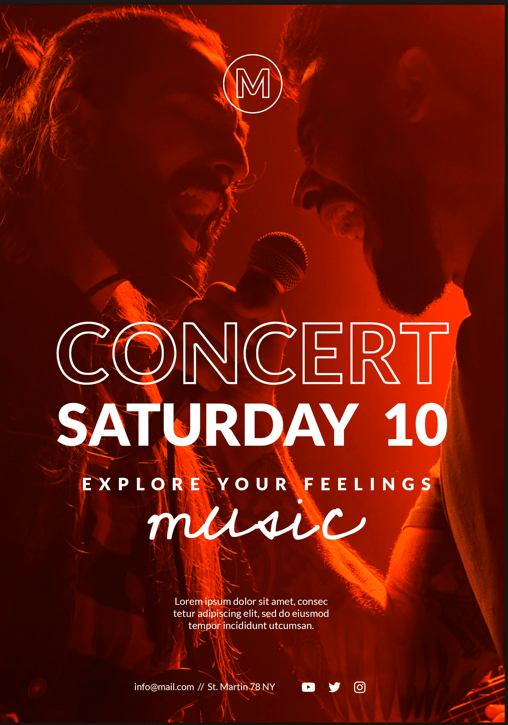 M
CONCERT
SATURDAY 10
EXPLORE YOUR FEELINGS
music
Lorem ipsum dolor sit amet, consec
tetur adipiscing elit, sed do eiusmod
tempor incididunt utcumsan.
info@mail.com // St. Martin 78 NY